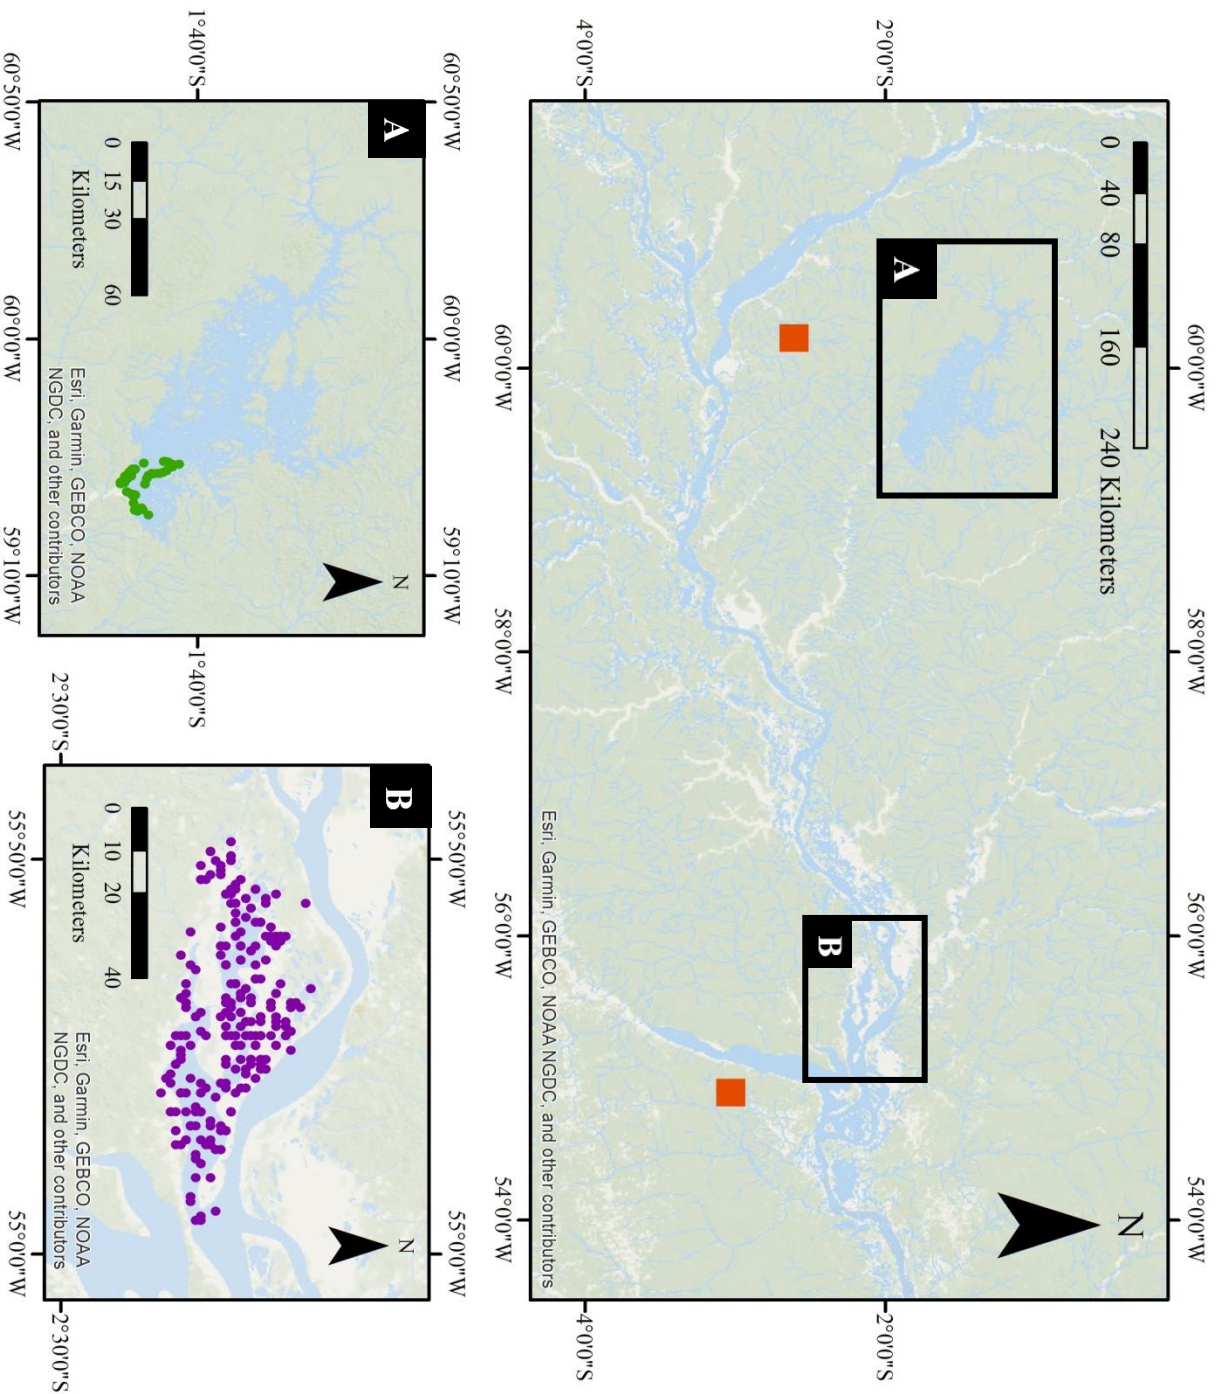 60°0'0"W
58°0'0"W
56°0'0"W
54°0'0"W
2°0'0"S
2°0'0"S
4°0'0"S
4°0'0"S
0 40 80 160 240 Kilometers
N
A
B
Esri, Garmin, GEBCO, NOAA NGDC, and other contributors
60°0'0"W
58°0'0"W
56°0'0"W
54°0'0"W
60°50'0"W
60°0'0"W
59°10'0"W
A
N
1°40'0"S
1°40'0"S
0 15 30 60
Kilometers
Esri, Garmin, GEBCO, NOAA
NGDC, and other contributors
60°50'0"W
60°0'0"W
59°10'0"W
55°50'0"W
55°0'0"W
B
N
0 10 20 40
Kilometers
Esri, Garmin, GEBCO, NOAA
NGDC, and other contributors
2°30'0"S
2°30'0"S
55°50'0"W
55°0'0"W